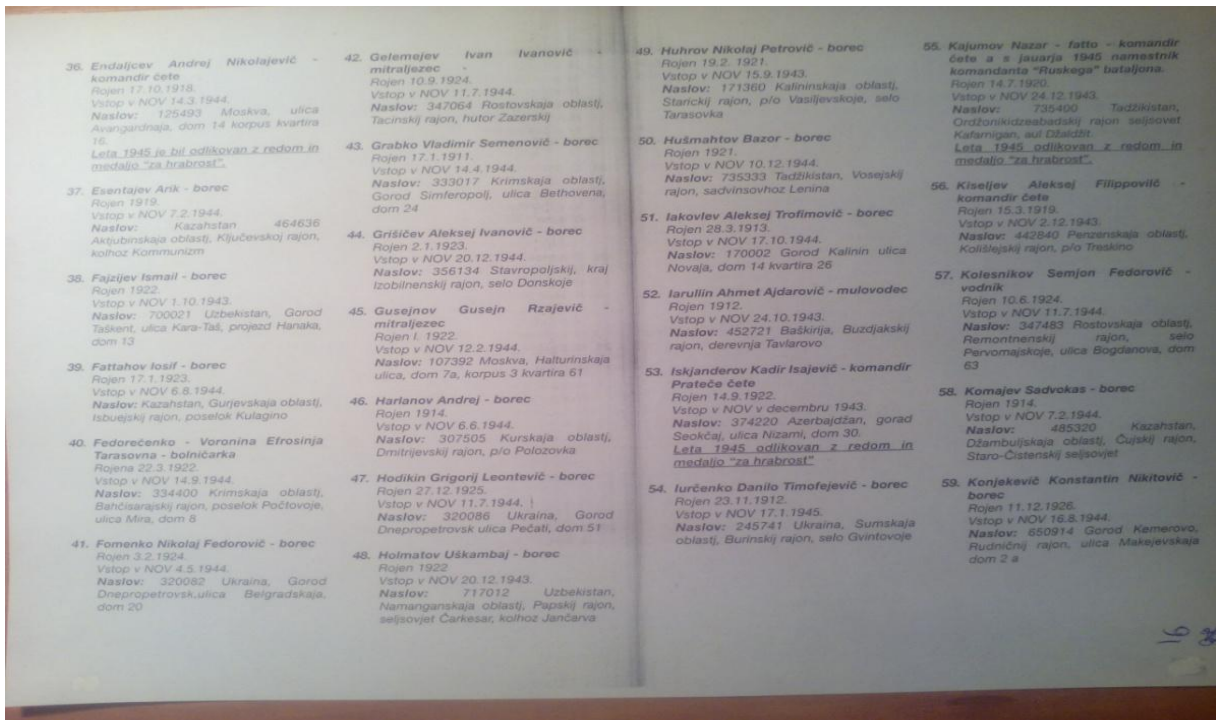 36. Endaljcev Andrej Nikolajevič -
komandir čete
Rojen 17.10.1918.
Vstop v NOV 14.3.1944.
Naslov: 125493 Moskva, ulica
Avangardnaja, dom 14 korpus kvartira
16.
Leta 1945 je bil odlikovan z redom in
medaljo "za hrabrost".
37. Esentajev Arik - borec
Rojen 1919.
Vstop v NOV 7.2.1944.
Naslov: Kazahstan 464636
Aktjubinskaja oblastj, Ključevskoj rajon,
kolhoz Kommunizm
38. Fajzijev Ismail - borec
Rojen 1922.
Vstop v NOV 1.10.1943.
Naslov: 700021 Uzbekistan, Gorod
Taškent, ulica Kara-Taš, projezd Hanaka,
dom 13
39. Fattahov Iosif - borec
Rojen 17.1.1923.
Vstop v NOV 6.8.1944.
Naslov: Kazahstan, Gurjevskaja oblastj,
Isbuejskij rajon, poselok Kulagino
40. Fedorečenko - Voronina Efrosinja
Tarasovna - bolničarka
Rojena 22.3.1922.
Vstop v NOV 14.9.1944.
Naslov: 334400 Krimskaja oblastj,
Bahčisarajskij rajon, poselok Počtovoje,
ulica Mira, dom 8
41. Fomenko Nikolaj Fedorovič - borec
Rojen 3.2.1924.
Vstop v NOV 4.5.1944.
Naslov: 320082 Ukraina, Gorod
Dnepropetrovsk,ulica Belgradskaja,
dom 20
42. Gelemejev Ivan Ivanovič -
mitraljezec -
Rojen 10.9.1924.
Vstop v NOV 11.7.1944.
Naslov: 347064 Rostovskaja oblastj,
Tacinskij rajon, hutor Zazerskij
43. Grabko Vladimir Semenovič - borec
Rojen 17.1.1911.
Vstop v NOV 14.4.1944.
Naslov: 333017 Krimskaja oblastj,
Gorod Simferopolj, ulica Bethovena,
dom 24
44. Grišičev Aleksej Ivanovič - borec
Rojen 2.1.1923.
Vstop v NOV 20.12.1944.
Naslov: 356134 Stavropoljskij, kraj
Izobilnenskij rajon, selo Donskoje
45. Gusejnov Gusejn Rzajevič -
mitraljezec
Rojen l. 1922.
Vstop v NOV 12.2.1944.
Naslov: 107392 Moskva, Halturinskaja
ulica, dom 7a, korpus 3 kvartira 61
46. Harlanov Andrej - borec
Rojen 1914.
Vstop v NOV 6.6.1944.
Naslov: 307505 Kurskaja oblastj,
Dmitrijevskij rajon, p/o Polozovka
47. Hodikin Grigorij Leontevič - borec
Rojen 27.12.1925.
Vstop v NOV 11.7.1944.
Naslov: 320086 Ukraina, Gorod
Dnepropetrovsk ulica Pečati, dom 51
48. Holmatov Uškambaj - borec
Rojen 1922
Vstop v NOV 20.12.1943.
Naslov: 717012 Uzbekistan,
Namanganskaja oblastj, Papskij rajon,
seljsovjet Čarkesar, kolhoz Jančarva
49. Huhrov Nikolaj Petrovič - borec
Rojen 19.2. 1921.
Vstop v NOV 15.9.1943.
Naslov: 171360 Kalininskaja oblastj,
Starickij rajon, p/o Vasiljevskoje, selo
Tarasovka
50. Hušmahtov Bazor - borec
Rojen 1921.
Vstop v NOV 10.12.1944.
Naslov: 735333 Tadžikistan, Vosejskij
rajon, sadvinsovhoz Lenina
51. Iakovlev Aleksej Trofimovič - borec
Rojen 28.3.1913.
Vstop v NOV 17.10.1944.
Naslov: 170002 Gorod Kalinin ulica
Novaja, dom 14 kvartira 26
52. Iarullin Ahmet Ajdarovič - mulovodec
Rojen 1912.
Vstop v NOV 24.10.1943.
Naslov: 452721 Baškirija, Buzdjakskij
rajon, derevnja Tavlarovo
53. Iskjanderov Kadir Isajevič - komandir
Prateče čete
Rojen 14.9.1922.
Vstop v NOV v decembru 1943.
Naslov: 374220 Azerbajdžan, gorad
Seokčaj, ulica Nizami, dom 30.
Leta 1945 odlikovan z redom in
medaljo "za hrabrost"
54. Iurčenko Danilo Timofejevič - borec
Rojen 23.11.1912.
Vstop v NOV 17.1.1945.
Naslov: 245741 Ukraina, Sumskaja
oblastj, Burinskij rajon, selo Gvintovoje
55. Kajumov Nazar - fatto - komandir
čete a s jauarja 1945 namestnik
komandanta "Ruskega" bataljona.
Rojen 14.7.1920.
Vstop v NOV 24.12.1943.
Naslov: 735400 Tadžikistan,
Ordžonikidzeabadskij rajon seljsovet
Kafarnigan, aul Džaldžit.
Leta 1945 odlikovan z redom in
medaljo "za hrabrost".
56. Kiseljev Aleksej Filippovilč -
komandir čete
Rojen 15.3.1919.
Vstop v NOV 2.12.1943.
Naslov: 442840 Penzenskaja oblastj,
Kolišlejskij rajon, p/o Treskino
57. Kolesnikov Semjon Fedorovič -
vodnik
Rojen 10.6.1924.
Vstop v NOV 11.7.1944.
Naslov: 347483 Rostovskaja oblastj,
Remontnenskij rajon, selo
Pervomajskoje, ulica Bogdanova, dom
63
58. Komajev Sadvokas - borec
Rojen 1914.
Vstop v NOV 7.2.1944.
Naslov: 485320 Kazahstan,
Džambuljskaja oblastj, Čujskij rajon,
Staro-Čistenskij seljsovjet
59. Konjekevič Konstantin Nikitovič -
borec
Rojen 11.12.1926.
Vstop v NOV 16.8.1944.
Naslov: 650914 Gorod Kemerovo,
Rudničnij rajon, ulica Makejevskaja
dom 2 a